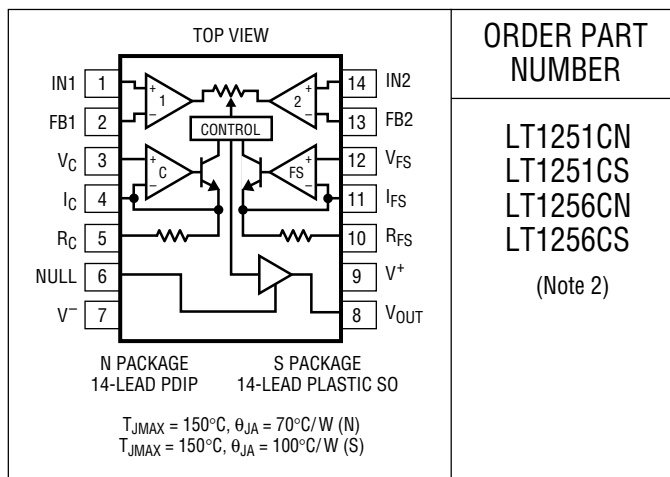 TOP VIEW
IN1 1
FB1 2
VC 3
IC 4
RC 5
NULL 6
V− 7
14 IN2
13 FB2
12 VFS
11 IFS
10 RFS
9 V+
8 VOUT
+
−
1
+
−
2
CONTROL
+
−
C
+
−
FS
N PACKAGE
14-LEAD PDIP
S PACKAGE
14-LEAD PLASTIC SO
TJMAX = 150°C, θJA = 70°C/W (N)
TJMAX = 150°C, θJA = 100°C/W (S)
ORDER PART
NUMBER
LT1251CN
LT1251CS
LT1256CN
LT1256CS
(Note 2)